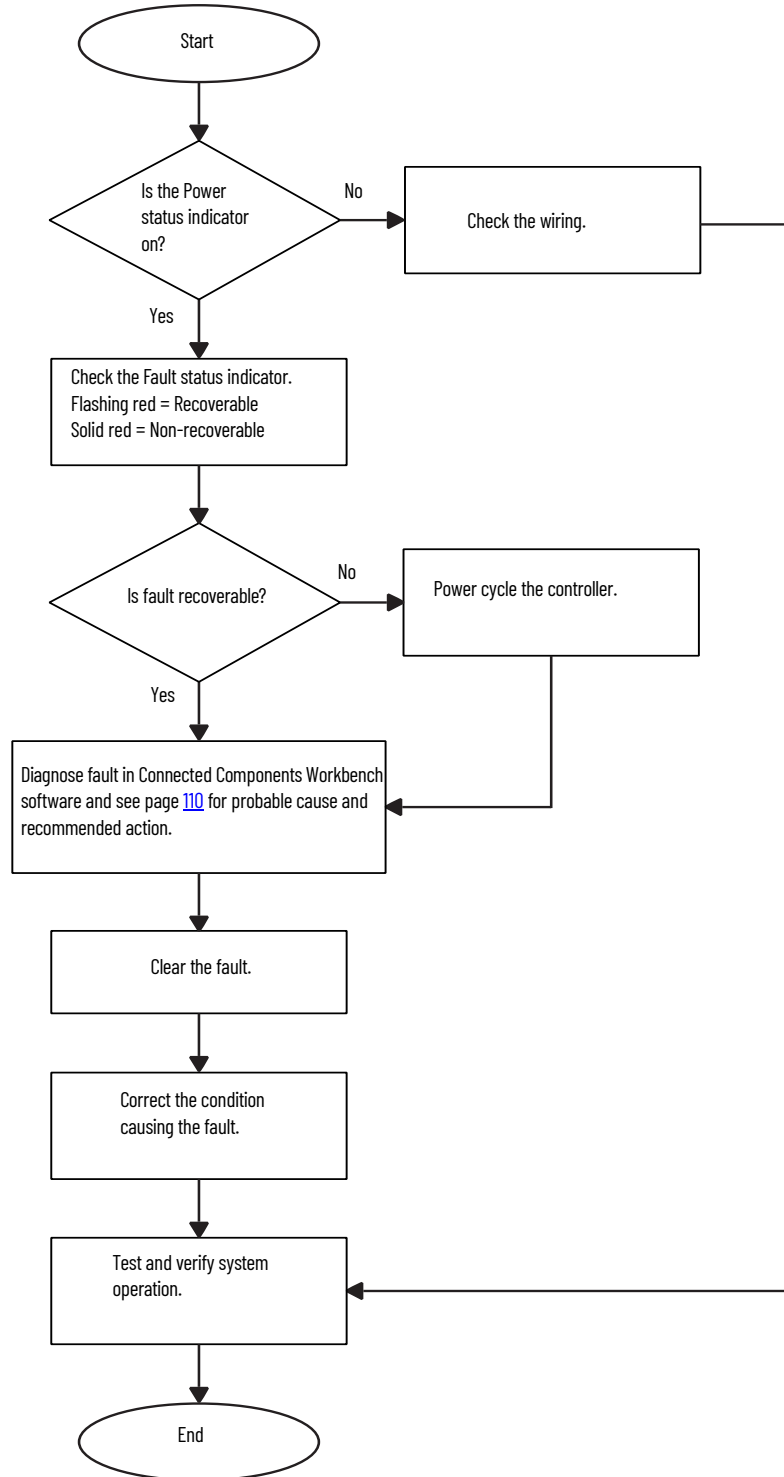 Start
Is the Power
status indicator
on?
No
Check the wiring.
Yes
Check the Fault status indicator.
Flashing red = Recoverable
Solid red = Non-recoverable
Is fault recoverable?
No
Power cycle the controller.
Yes
Diagnose fault in Connected Components Workbench
software and see page 110 for probable cause and
recommended action.
Clear the fault.
Correct the condition
causing the fault.
Test and verify system
operation.
End